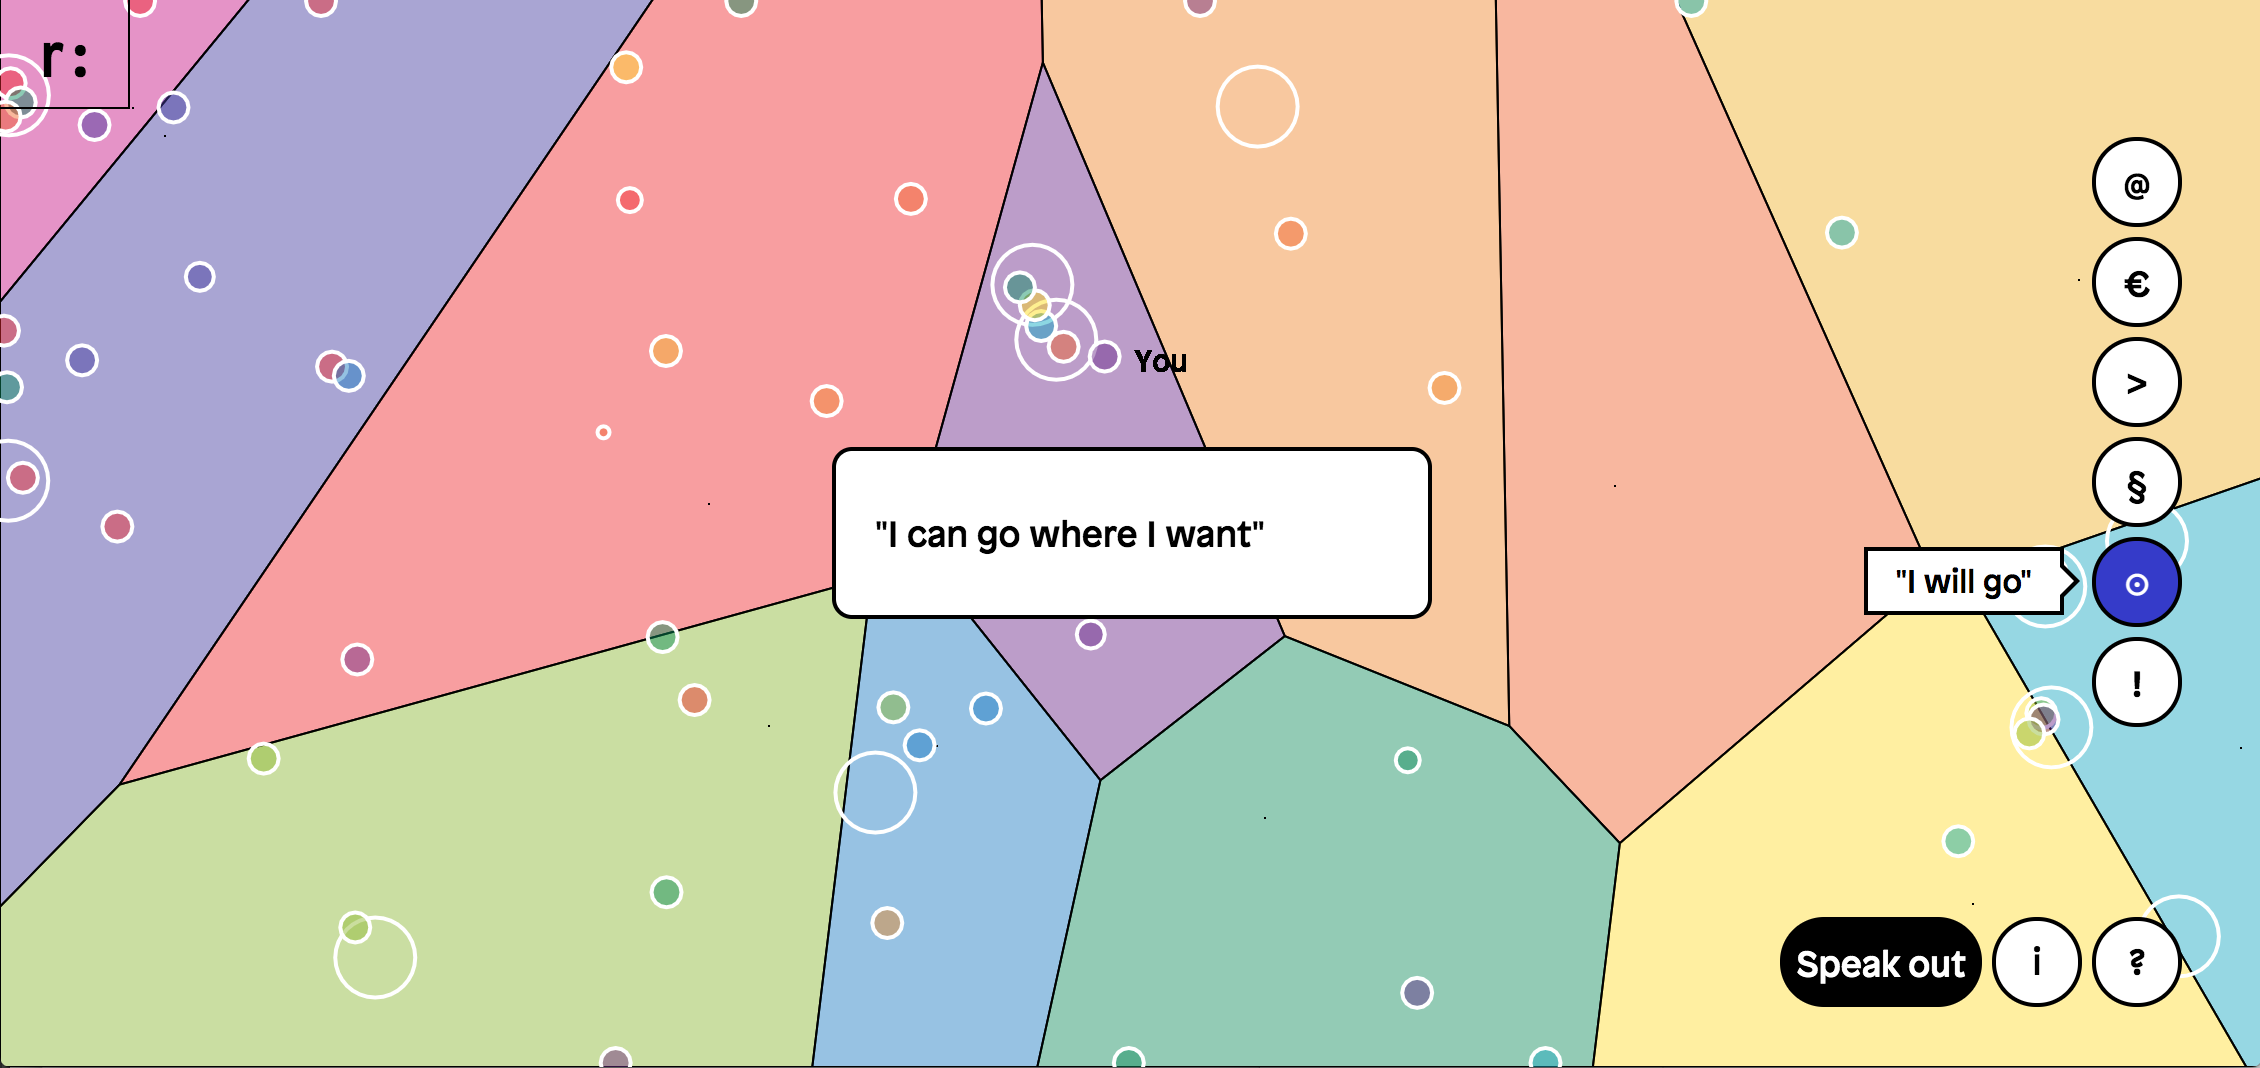 r:
@
€
>
You
§
"I can go where I want"
"I will go"
!
Speak out
i
?